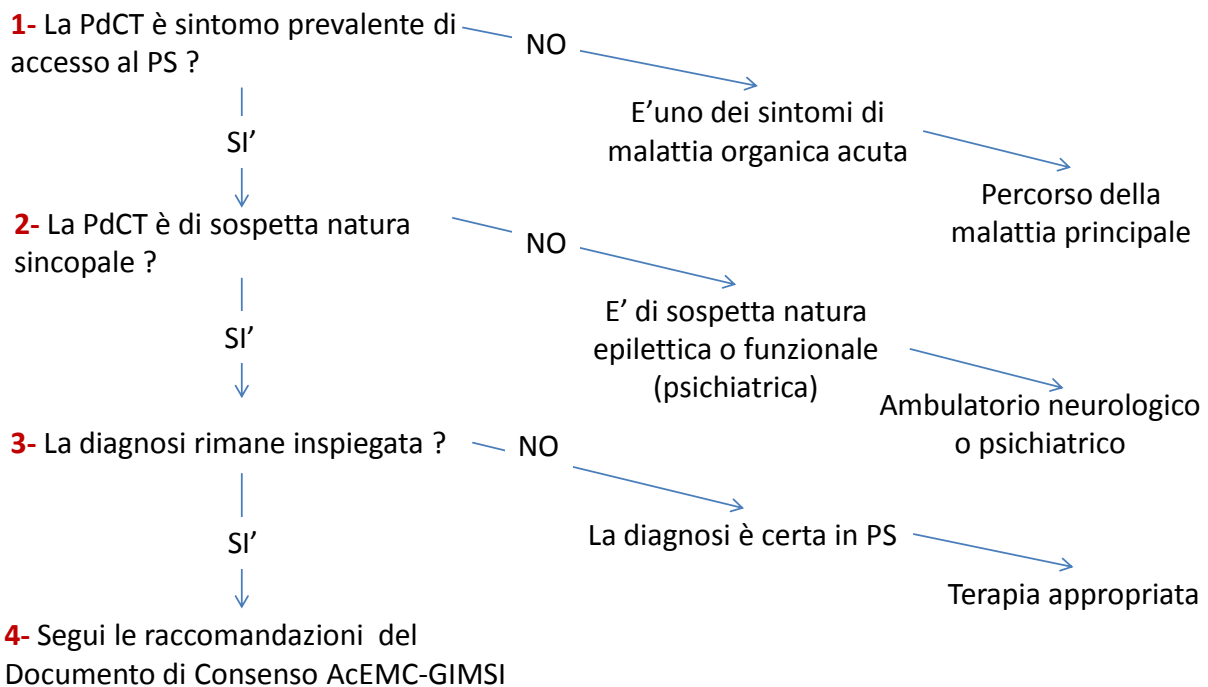 1- La PdCT è sintomo prevalente di
accesso al PS ?
NO
E'uno dei sintomi di
malattia organica acuta
Percorso della
malattia principale
SI'
2- La PdCT è di sospetta natura
sincopale ?
NO
E' di sospetta natura
epilettica o funzionale
(psichiatrica)
Ambulatorio neurologico
o psichiatrico
SI'
3- La diagnosi rimane inspiegata ?
NO
La diagnosi è certa in PS
Terapia appropriata
SI'
4- Segui le raccomandazioni del
Documento di Consenso AcEMC-GIMSI